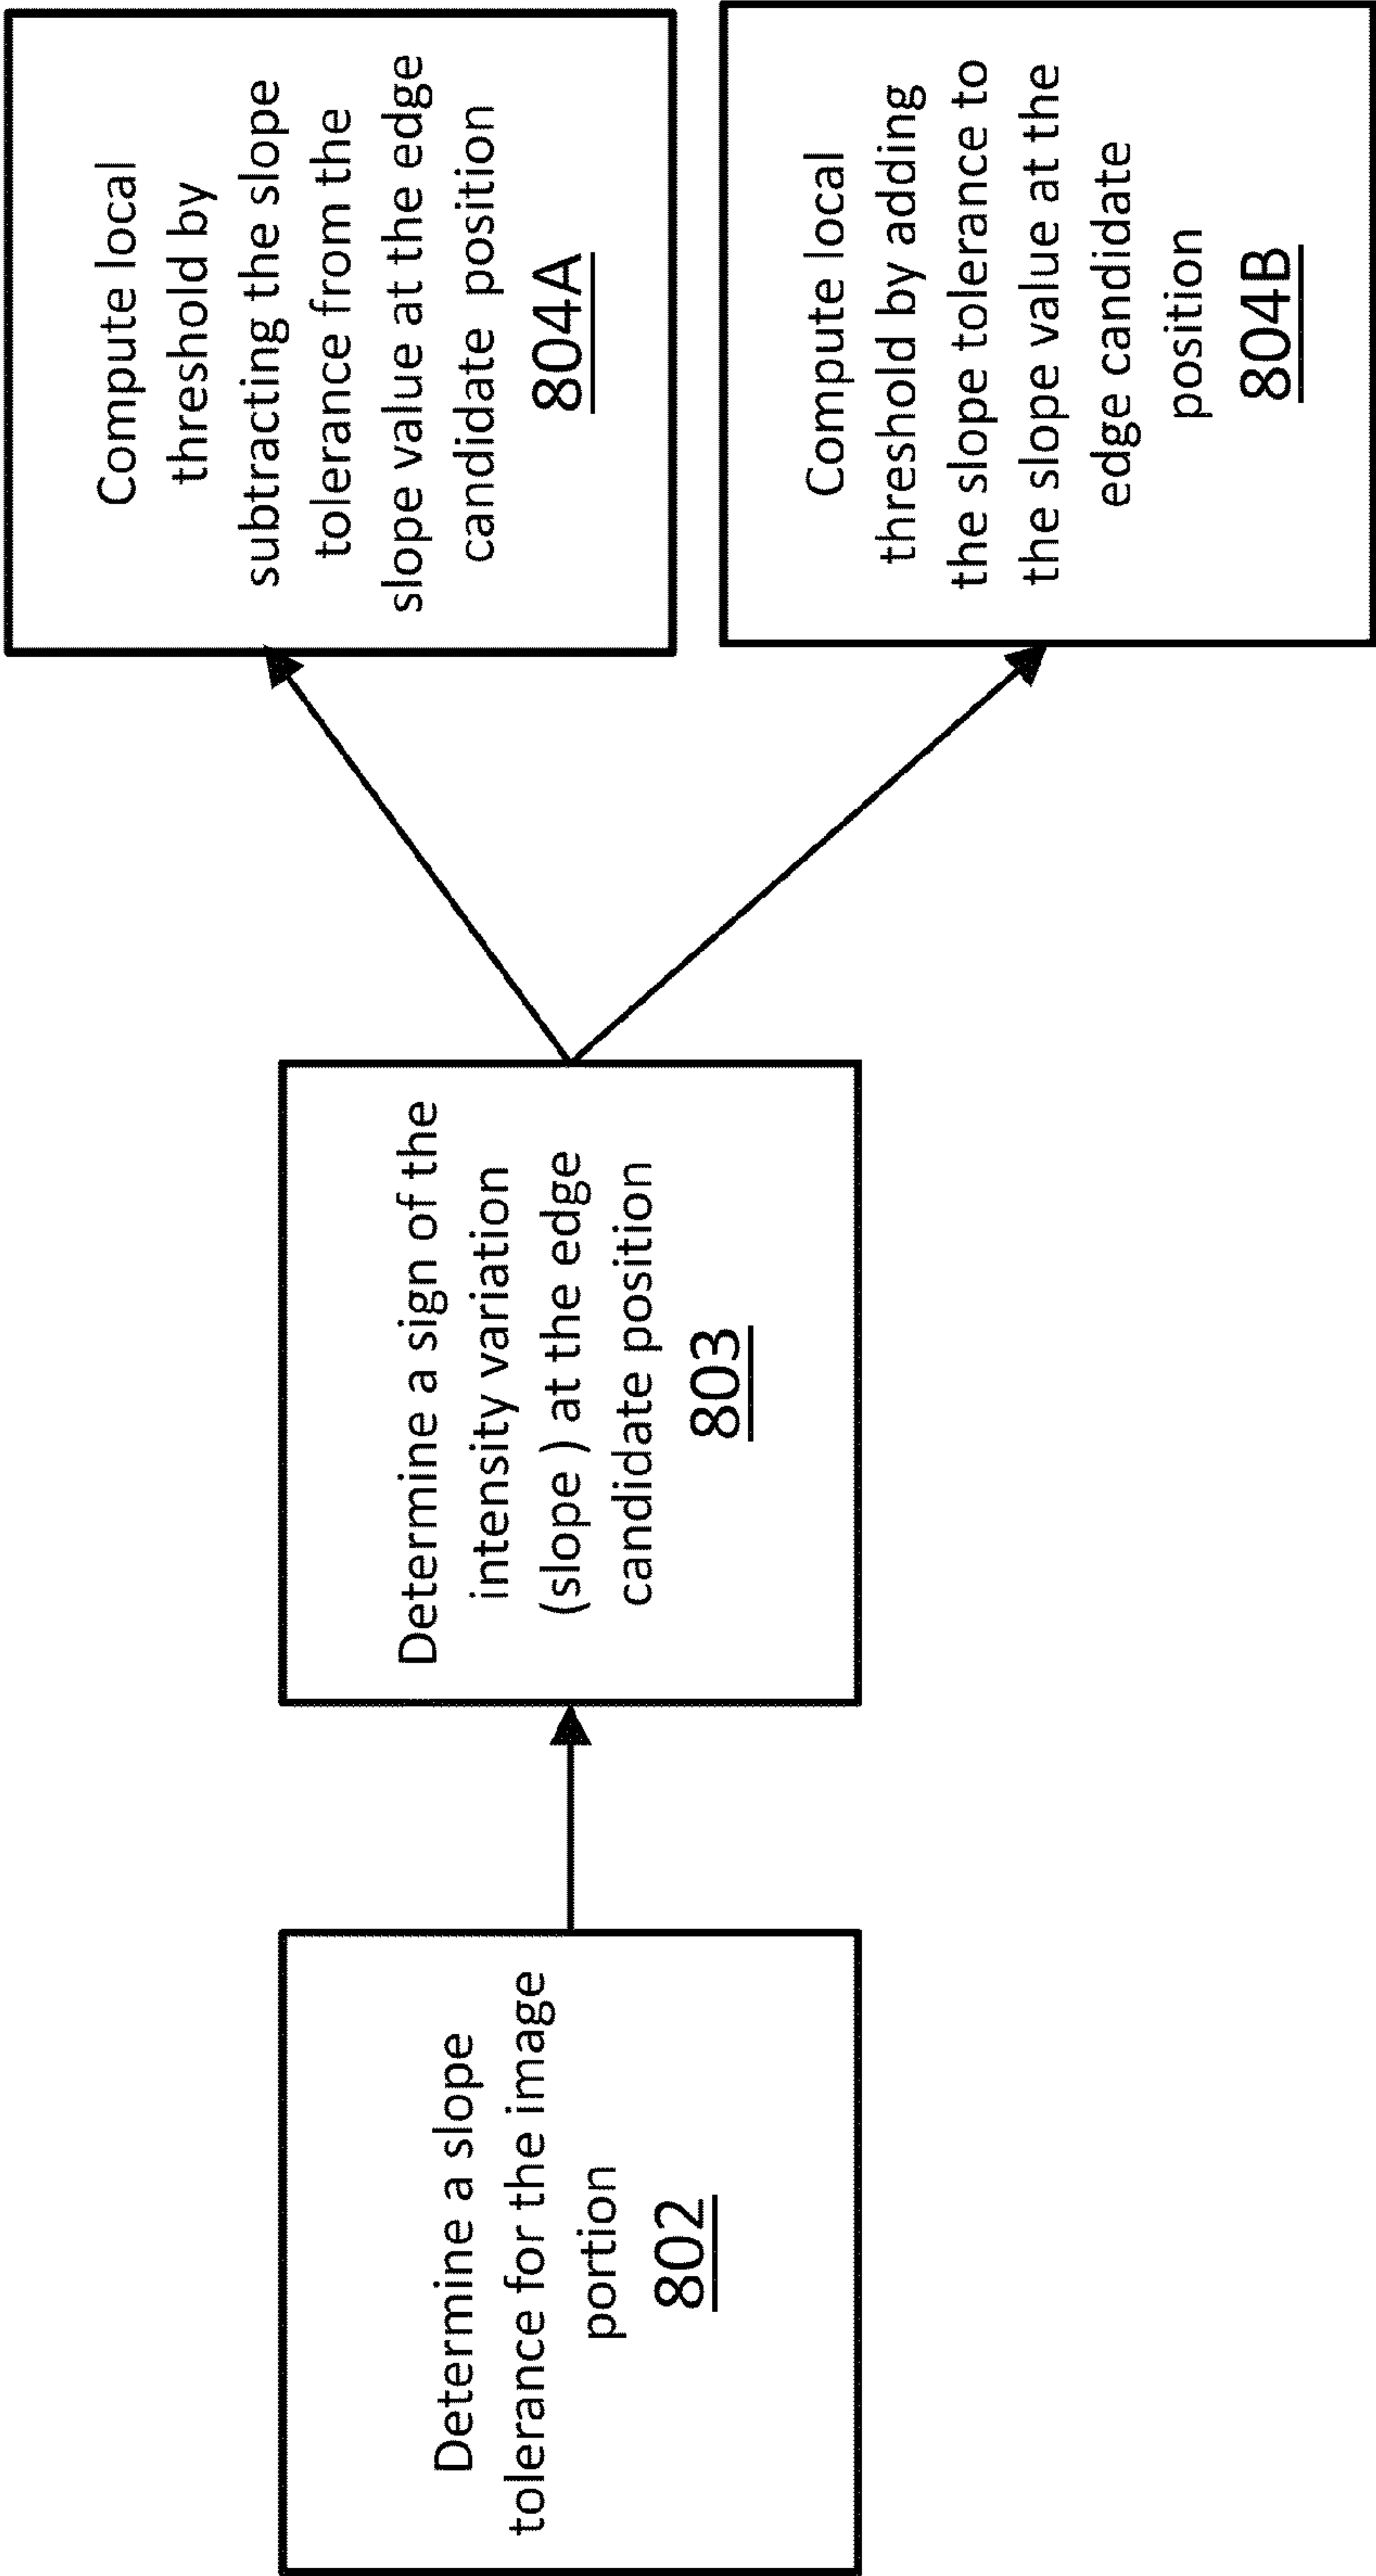 Determine a slope
tolerance for the image
portion
802
Determine a sign of the
intensity variation
(slope ) at the edge
candidate position
803
Compute local
threshold by
subtracting the slope
tolerance from the
slope value at the edge
candidate position
804A
Compute local
threshold by adding
the slope tolerance to
the slope value at the
edge candidate
position
804B